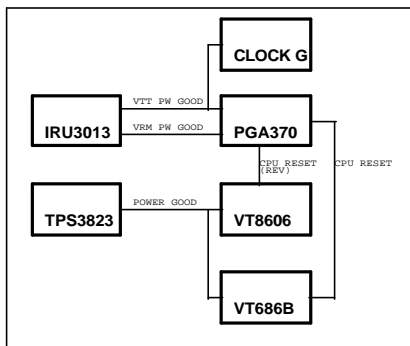 CLOCK G
VTT PW GOOD
IRU3013
VRM PW GOOD
PGA370
CPU RESET
(REV)
CPU RESET
POWER GOOD
TPS3823
VT8606
VT686B